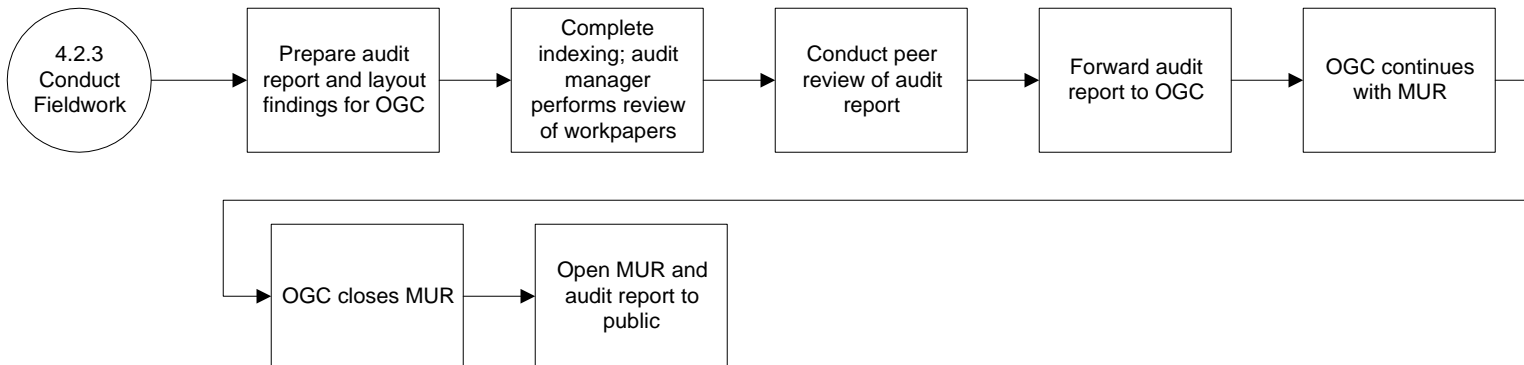 4.2.3
Conduct
Fieldwork
Prepare audit
report and layout
findings for OGC
Complete
indexing; audit
manager
performs review
of workpapers
Conduct peer
review of audit
report
Forward audit
report to OGC
OGC continues
with MUR
OGC closes MUR
Open MUR and
audit report to
public